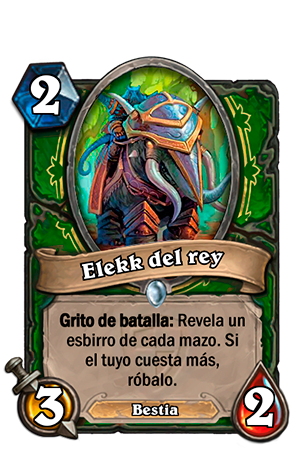 2
Elekk del rey
Grito de batalla: Revela un
esbirro de cada mazo. Si
el tuyo cuesta más,
róbalo.
3
Bestia
2